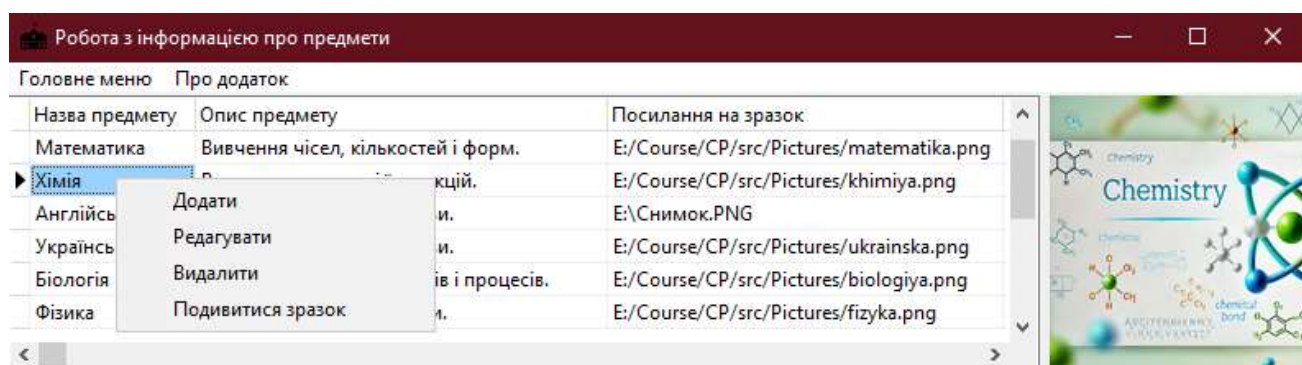 Робота з інформацією про предмети
Головне меню Про додаток
Назва предмету Опис предмету Посилання на зразок
Математика Вивчення чисел, кількостей і форм. E:/Course/CP/src/Pictures/matematika.png
Хімія кцій. E:/Course/CP/src/Pictures/khimiya.png
Англійсь и. E:\Снимок.PNG
Українсь и. E:/Course/CP/src/Pictures/ukrainska.png
Біологія ів і процесів. E:/Course/CP/src/Pictures/biologiya.png
Фізика и. E:/Course/CP/src/Pictures/fizyka.png
Додати
Редагувати
Видалити
Подивитися зразок
chemistry
Chemistry
chemical
bond